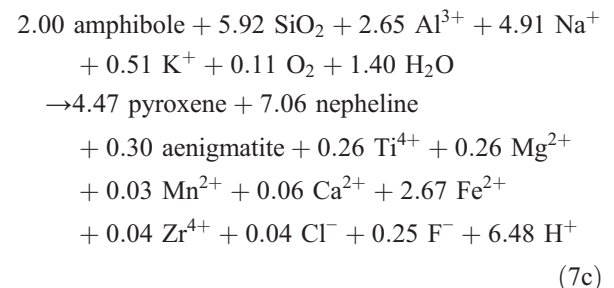 2.00 amphibole + 5.92 SiO₂ + 2.65 Al³⁺ + 4.91 Na⁺
+ 0.51 K⁺ + 0.11 O₂ + 1.40 H₂O
→4.47 pyroxene + 7.06 nepheline
+ 0.30 aenigmatite + 0.26 Ti⁴⁺ + 0.26 Mg²⁺
+ 0.03 Mn²⁺ + 0.06 Ca²⁺ + 2.67 Fe²⁺
+ 0.04 Zr⁴⁺ + 0.04 Cl⁻ + 0.25 F⁻ + 6.48 H⁺
(7c)